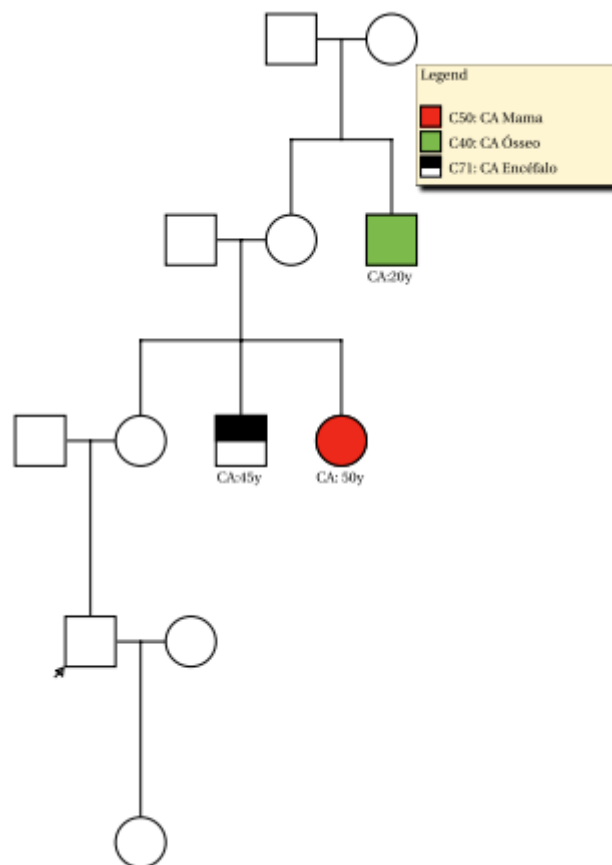 Legend
C50: CA Mama
C40: CA Ósseo
C71: CA Encéfalo
CA:20y
CA:45y
CA: 50y